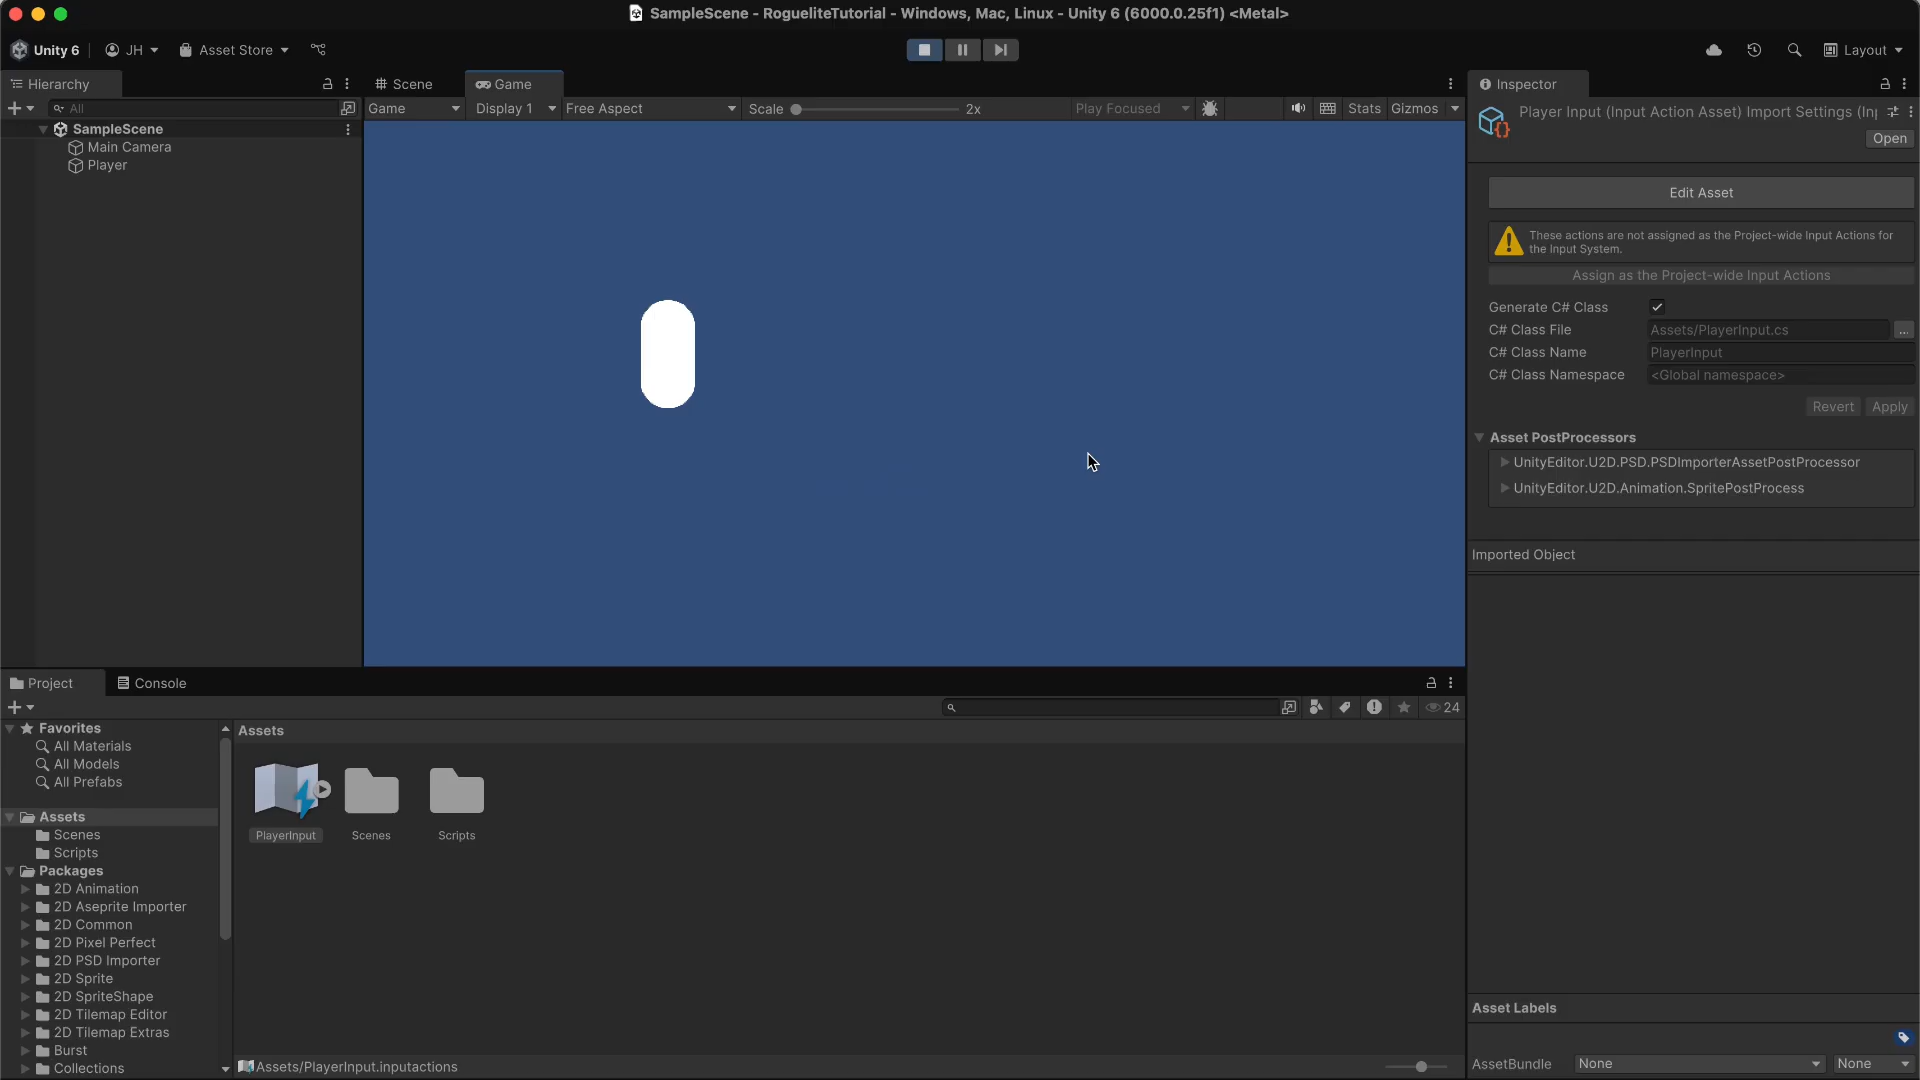 SampleScene - RogueliteTutorial - Windows, Mac, Linux - Unity 6 (6000.0.25f1) <Metal>
Unity 6 JH Asset Store Layout
Hierarchy
All
SampleScene
Main Camera
Player
Scene Game
Game Display 1 Free Aspect Scale 2x Play Focused Stats Gizmos
Inspector
Player Input (Input Action Asset) Import Settings (In
Open
Edit Asset
These actions are not assigned as the Project-wide Input Actions for
the Input System.
Assign as the Project-wide Input Actions
Generate C# Class
C# Class File Assets/PlayerInput.cs ...
C# Class Name PlayerInput
C# Class Namespace <Global namespace>
Revert Apply
Asset PostProcessors
UnityEditor.U2D.PSD.PSDImporterAssetPostProcessor
UnityEditor.U2D.Animation.SpritePostProcess
Imported Object
Asset Labels
AssetBundle None None
Project Console
24
Favorites
All Materials
All Models
All Prefabs
Assets
Scenes
Scripts
Packages
2D Animation
2D Aseprite Importer
2D Common
2D Pixel Perfect
2D PSD Importer
2D Sprite
2D SpriteShape
2D Tilemap Editor
2D Tilemap Extras
Burst
Collections
Assets
PlayerInput Scenes Scripts
Assets/PlayerInput.inputactions